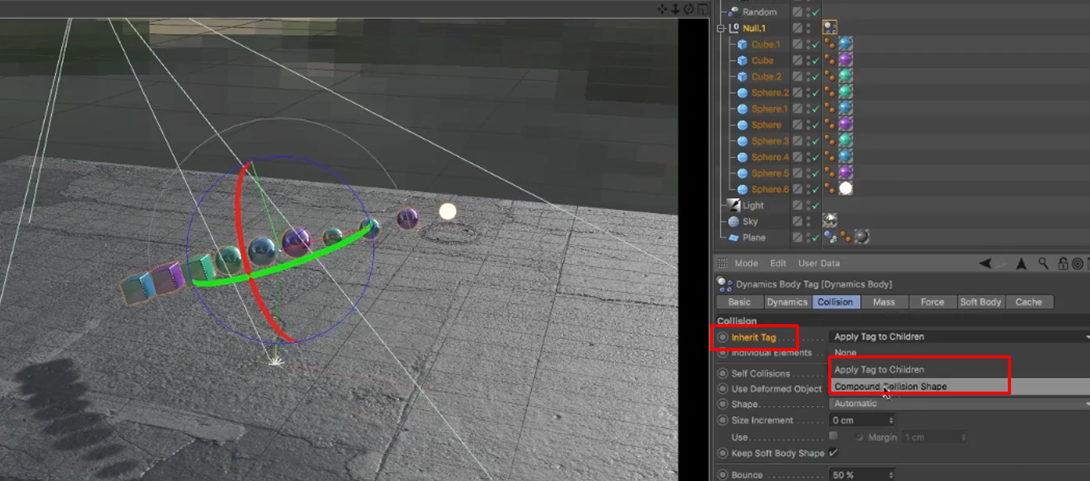 Random
Null.1
Cube.1
Cube
Cube.2
Sphere.2
Sphere.1
Sphere
Sphere.3
Sphere.4
Sphere.5
Sphere.6
Light
Sky
Plane
Mode Edit User Data
Dynamics Body Tag [Dynamics Body]
Basic Dynamics Collision Mass Force Soft Body Cache
Collision
Inherit Tag Apply Tag to Children
Individual Elements None
Apply Tag to Children
Self Collisions
Compound Collision Shape
Use Deformed Object
Shape Automatic
Size Increment 0 cm
Use Margin 1 cm
Keep Soft Body Shape
Bounce 50 %